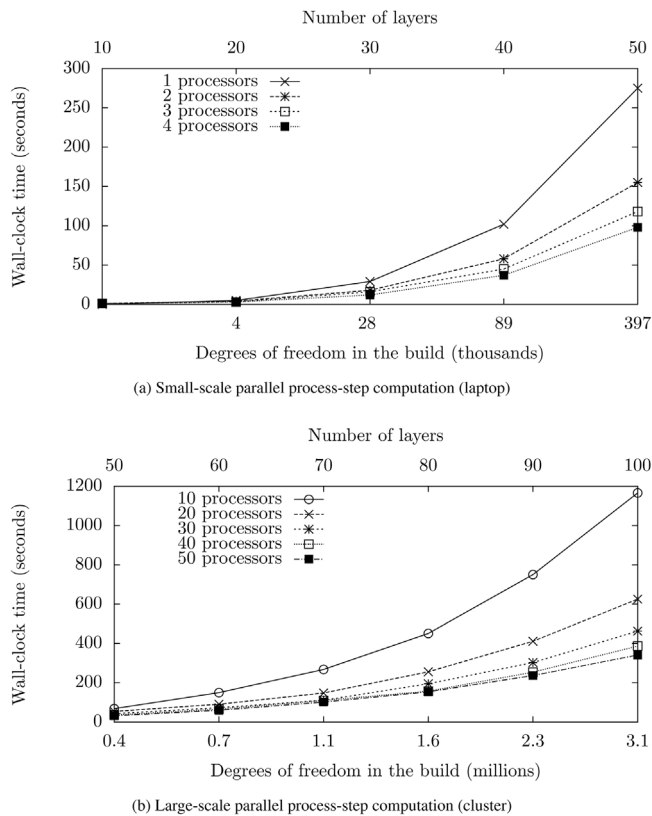 Number of layers
10 20 30 40 50
300
250
200
150
100
50
0
Wall-clock time (seconds)
1 processors
2 processors
3 processors
4 processors
4 28 89 397
Degrees of freedom in the build (thousands)
(a) Small-scale parallel process-step computation (laptop)
Number of layers
50 60 70 80 90 100
1200
1000
800
600
400
200
0
Wall-clock time (seconds)
10 processors
20 processors
30 processors
40 processors
50 processors
0.4 0.7 1.1 1.6 2.3 3.1
Degrees of freedom in the build (millions)
(b) Large-scale parallel process-step computation (cluster)